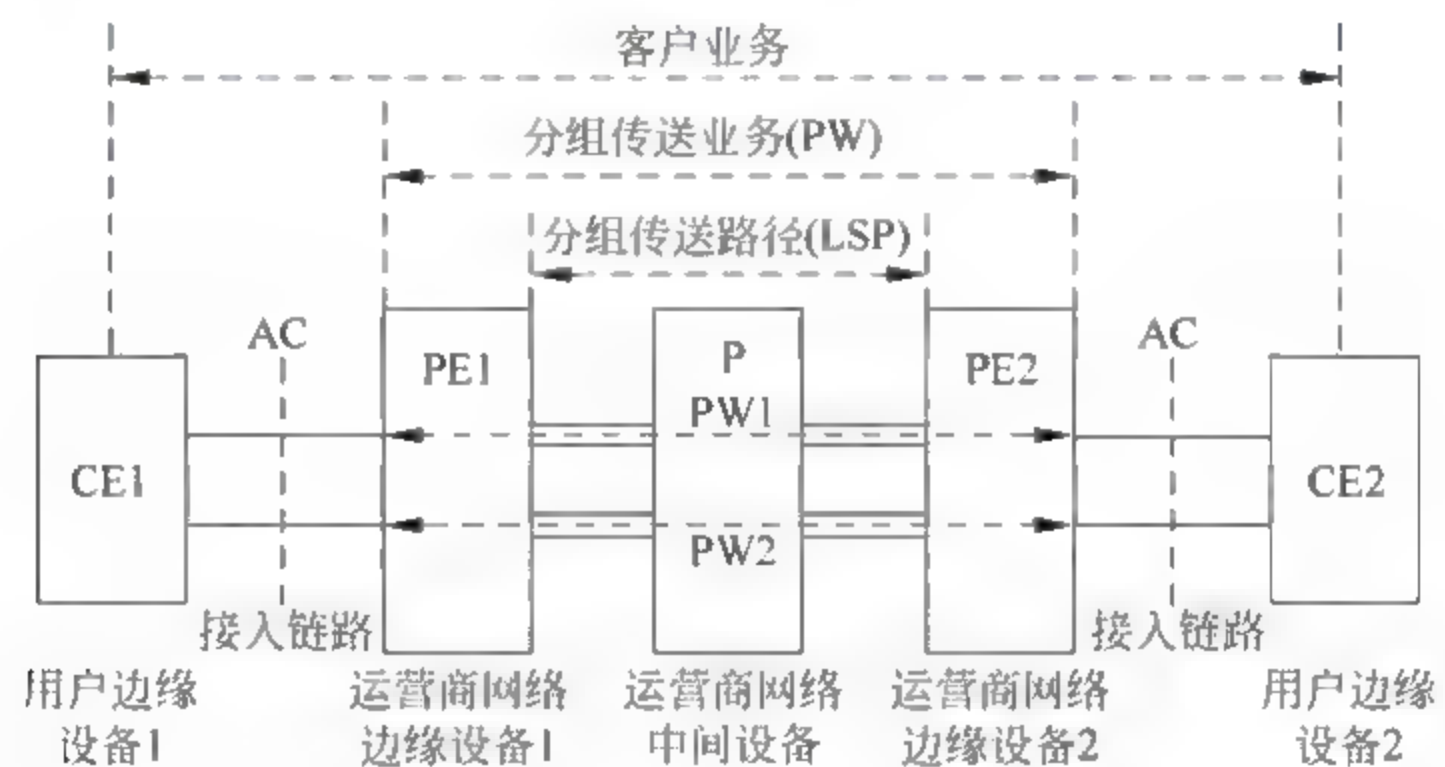 客户业务
分组传送业务(PW)
分组传送路径(LSP)
AC
AC
PE1
P
PE2
PW1
CE1
CE2
PW2
接入链路
接入链路
用户边缘
设备1
运营商网络
边缘设备1
运营商网络
中间设备
运营商网络
边缘设备2
用户边缘
设备2